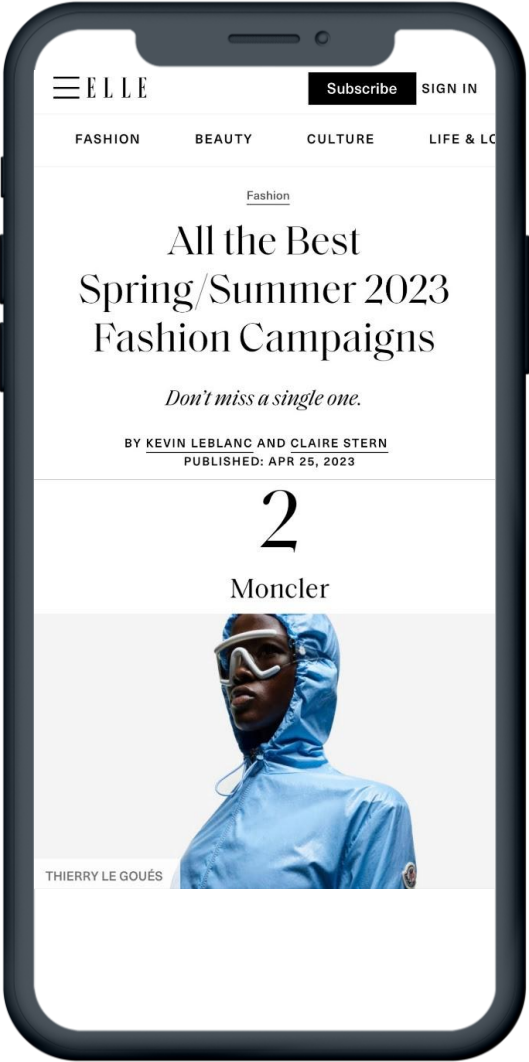 ELLE
Subscribe SIGN IN
FASHION BEAUTY CULTURE LIFE & LO
Fashion
All the Best
Spring/Summer 2023
Fashion Campaigns
Don't miss a single one.
BY KEVIN LEBLANC AND CLAIRE STERN
PUBLISHED: APR 25, 2023
2
Moncler
THIERRY LE GOUÉS